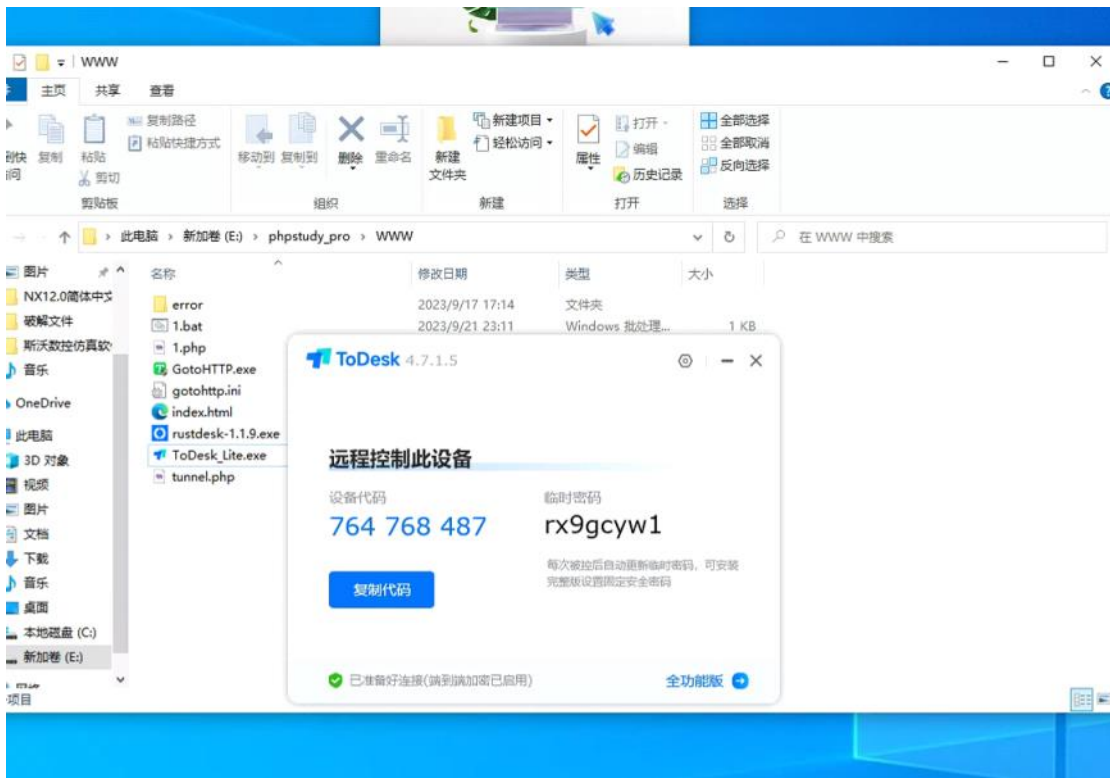 WWW
主页 共享 查看
复制路径
粘贴快捷方式
复制 粘贴 剪切
移动到 复制到 删除 重命名
新建
文件夹
新建项目
轻松访问
属性
打开
编辑
历史记录
全部选择
全部取消
反向选择
剪贴板 组织 新建 打开 选择
此电脑 › 新加卷 (E:) › phpstudy_pro › WWW
在 WWW 中搜索
图片
NX12.0简体中文
破解文件
斯沃数控仿真软
音乐
OneDrive
此电脑
3D 对象
视频
图片
文档
下载
音乐
桌面
本地磁盘 (C:)
新加卷 (E:)
项目
名称 修改日期 类型 大小
error 2023/9/17 17:14 文件夹
1.bat 2023/9/21 23:11 Windows 批处理... 1 KB
1.php
GotoHTTP.exe
gotohttp.ini
index.html
rustdesk-1.1.9.exe
ToDesk_Lite.exe
tunnel.php
ToDesk 4.7.1.5
远程控制此设备
设备代码 临时密码
764 768 487 rx9gcyw1
每次被控后自动更新临时密码，可安装
完整版设置固定安全密码
复制代码
已准备好连接(端到端加密已启用)
全功能版